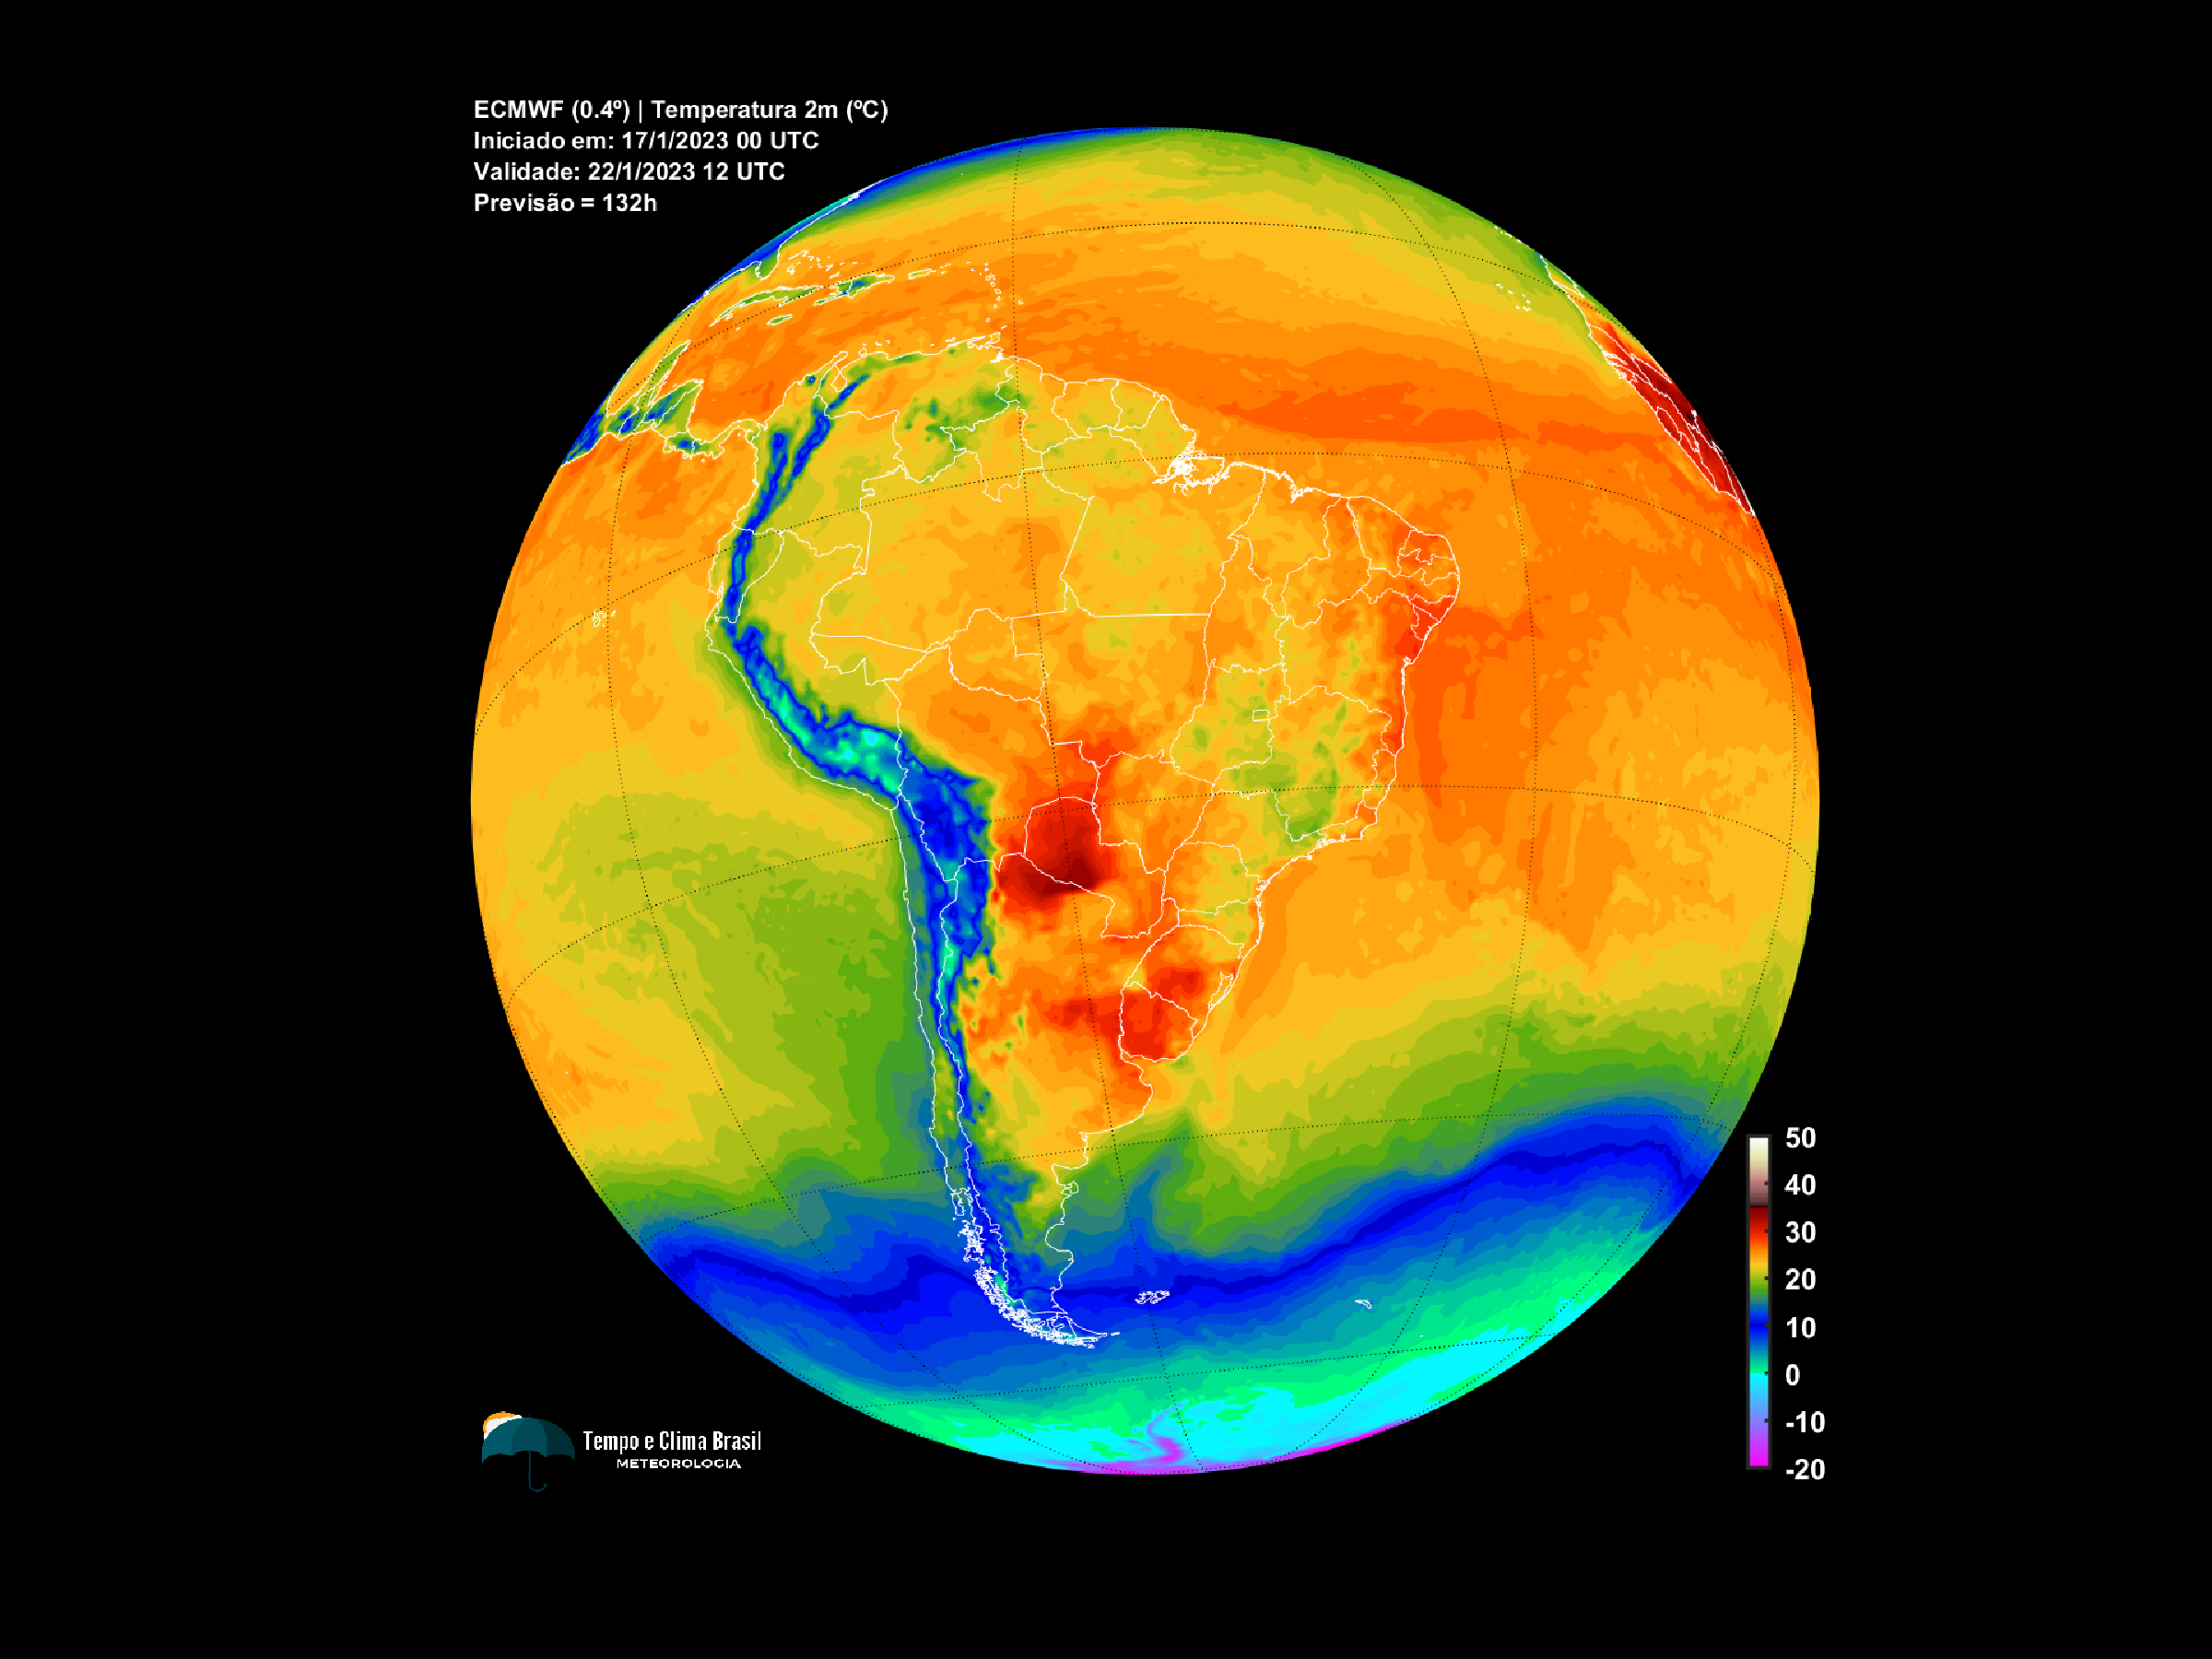 ECMWF (0.4º) | Temperatura 2m (ºC)
Iniciado em: 17/1/2023 00 UTC
Validade: 22/1/2023 12 UTC
Previsão = 132h
50
40
30
20
10
0
-10
-20
Tempo e Clima Brasil
METEOROLOGIA